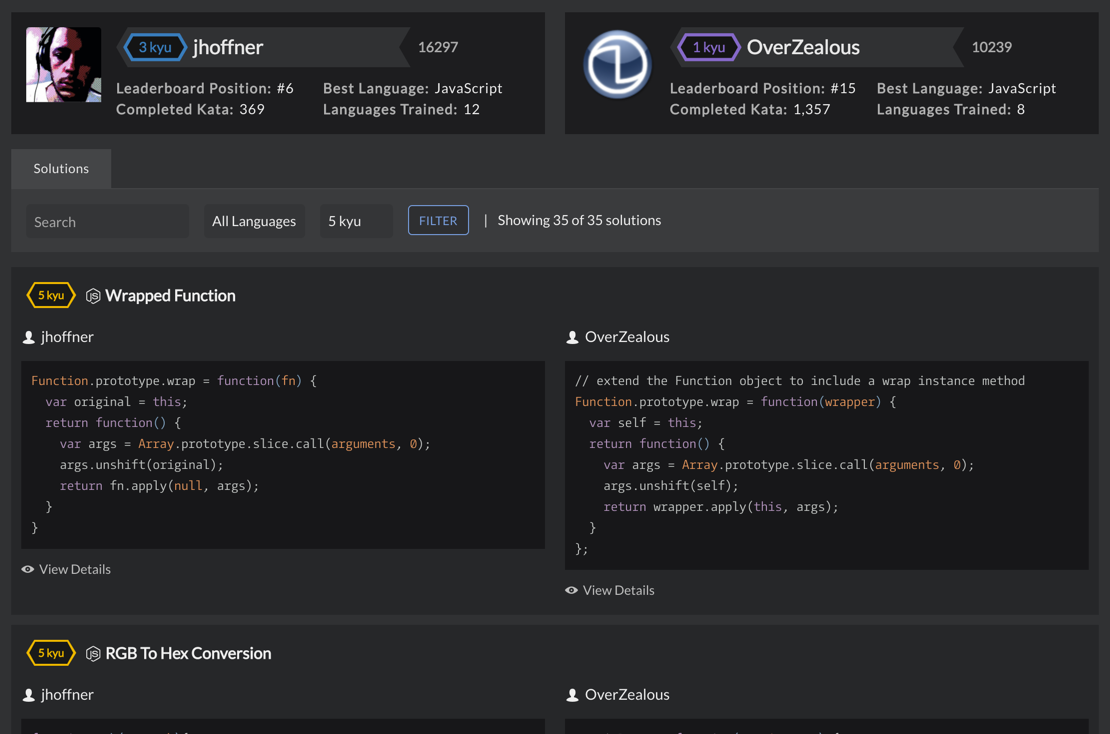 3 kyu jhoffner 16297
Leaderboard Position: #6 Best Language: JavaScript
Completed Kata: 369 Languages Trained: 12
1 kyu OverZealous 10239
Leaderboard Position: #15 Best Language: JavaScript
Completed Kata: 1,357 Languages Trained: 8
Solutions
Search All Languages 5 kyu FILTER | Showing 35 of 35 solutions
5 kyu JS Wrapped Function
jhoffner
Function.prototype.wrap = function(fn) {
  var original = this;
  return function() {
    var args = Array.prototype.slice.call(arguments, 0);
    args.unshift(original);
    return fn.apply(null, args);
  }
}
View Details
OverZealous
// extend the Function object to include a wrap instance method
Function.prototype.wrap = function(wrapper) {
  var self = this;
  return function() {
    var args = Array.prototype.slice.call(arguments, 0);
    args.unshift(self);
    return wrapper.apply(this, args);
  }
};
View Details
5 kyu JS RGB To Hex Conversion
jhoffner
OverZealous